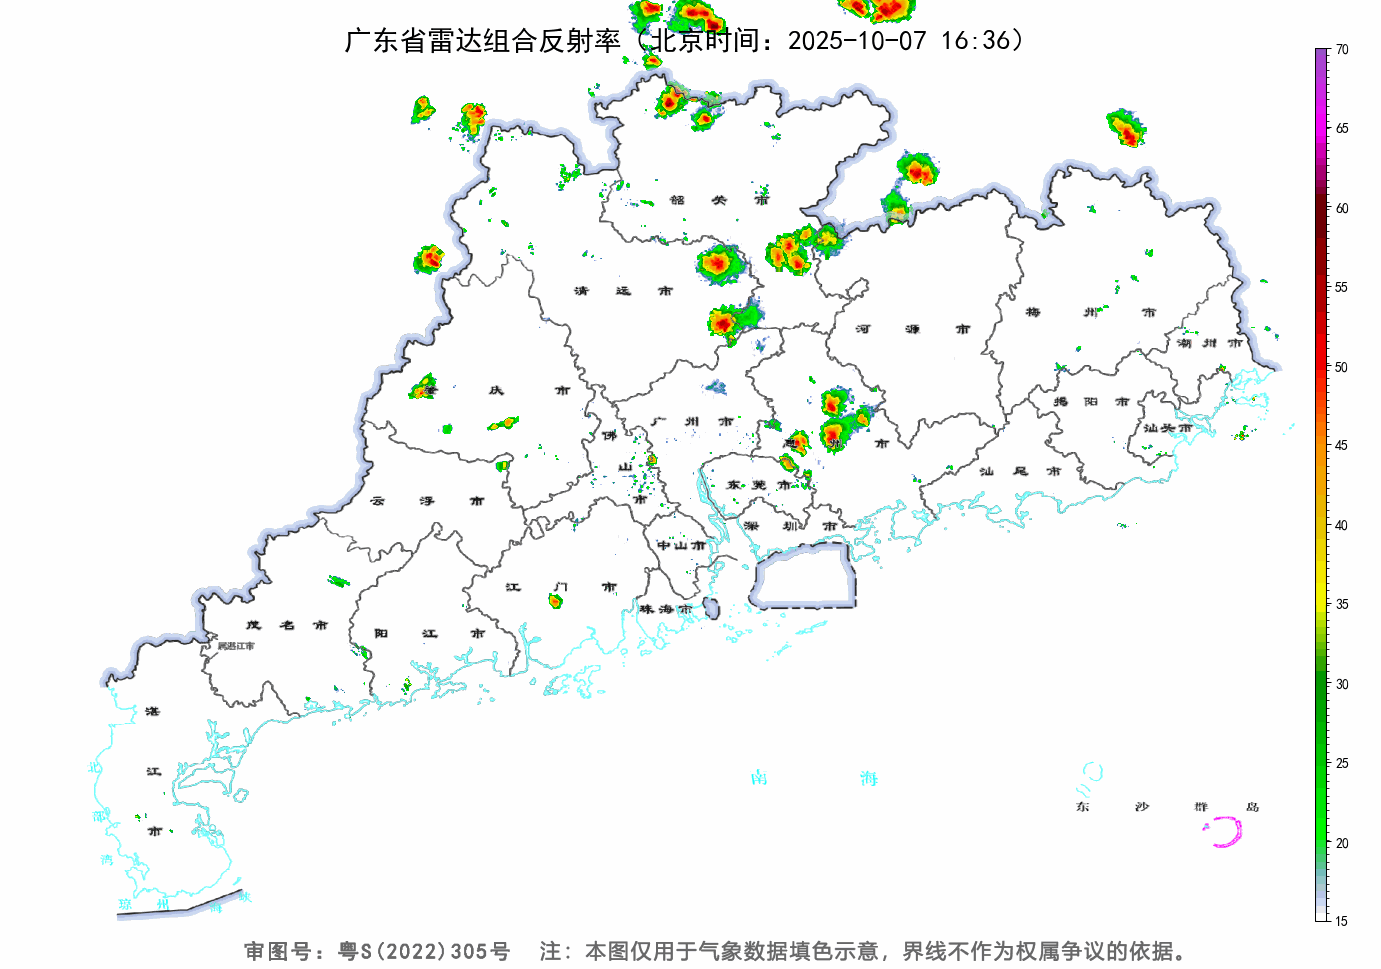 广东省雷达组合反射率（北京时间：2025-10-07 16:36）
70
65
60
55
50
45
40
35
30
25
20
15
韶关市
清远市
河源市
梅州市
潮州市
肇庆市
广州市
惠州市
揭阳市
汕头市
佛山市
云浮市
东莞市
汕尾市
深圳市
中山市
江门市
珠海市
茂名市
阳江市
属湛江市
湛江市
北部湾
琼州海峡
南海
东沙群岛
审图号：粤S(2022)305号 注：本图仅用于气象数据填色示意，界线不作为权属争议的依据。